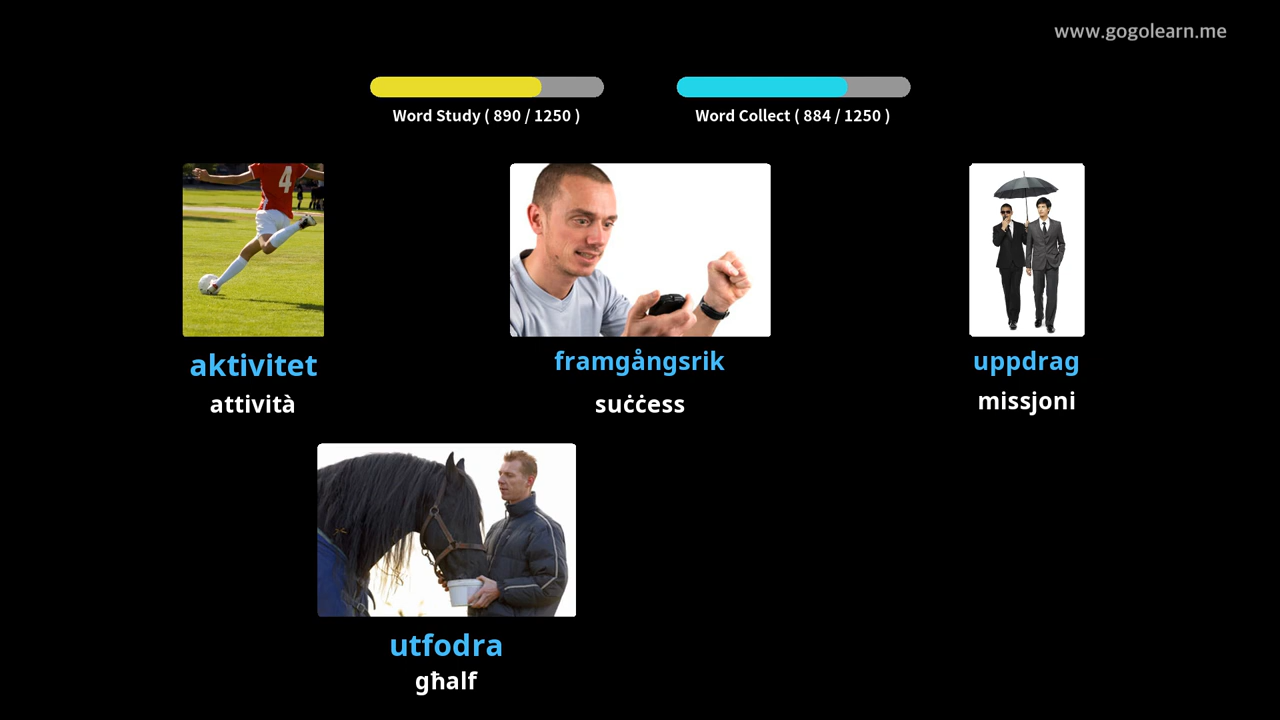 www.gogolearn.me
Word Study ( 890 / 1250 )
Word Collect ( 884 / 1250 )
4
aktivitet
framgångsrik
uppdrag
attività
suċċess
missjoni
utfodra
għalf